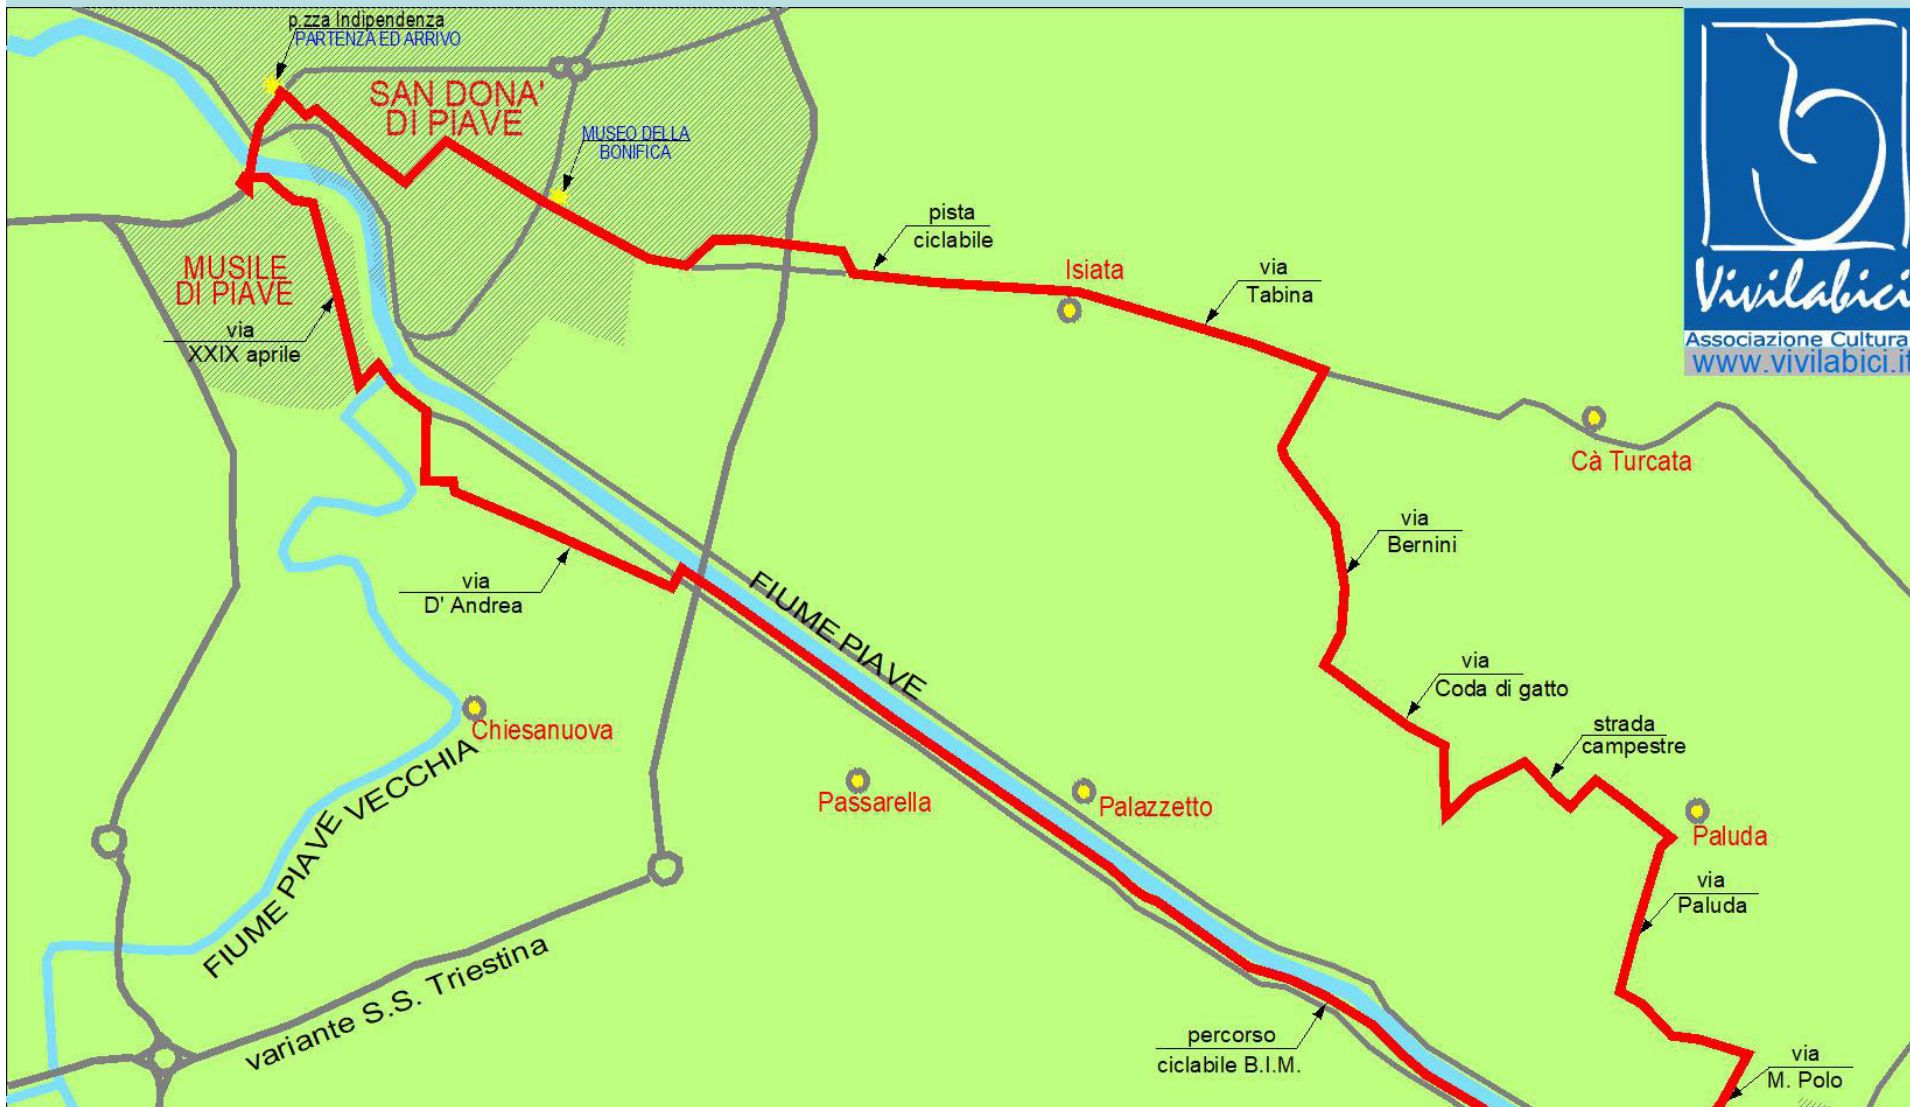 p.zza Indipendenza
PARTENZA ED ARRIVO
SAN DONA'
DI PIAVE
MUSEO DELLA
BONIFICA
pista
ciclabile
Isiata
via
Tabina
MUSILE
DI PIAVE
via
XXIX aprile
Vivilabici
Associazione Cultura
www.vivilabici.it
Cà Turcata
via
Bernini
via
D' Andrea
FIUME PIAVE
via
Coda di gatto
strada
campestre
Chiesanuova
FIUME PIAVE VECCHIA
Passarella
Palazzetto
Paluda
via
Paluda
variante S.S. Triestina
percorso
ciclabile B.I.M.
via
M. Polo